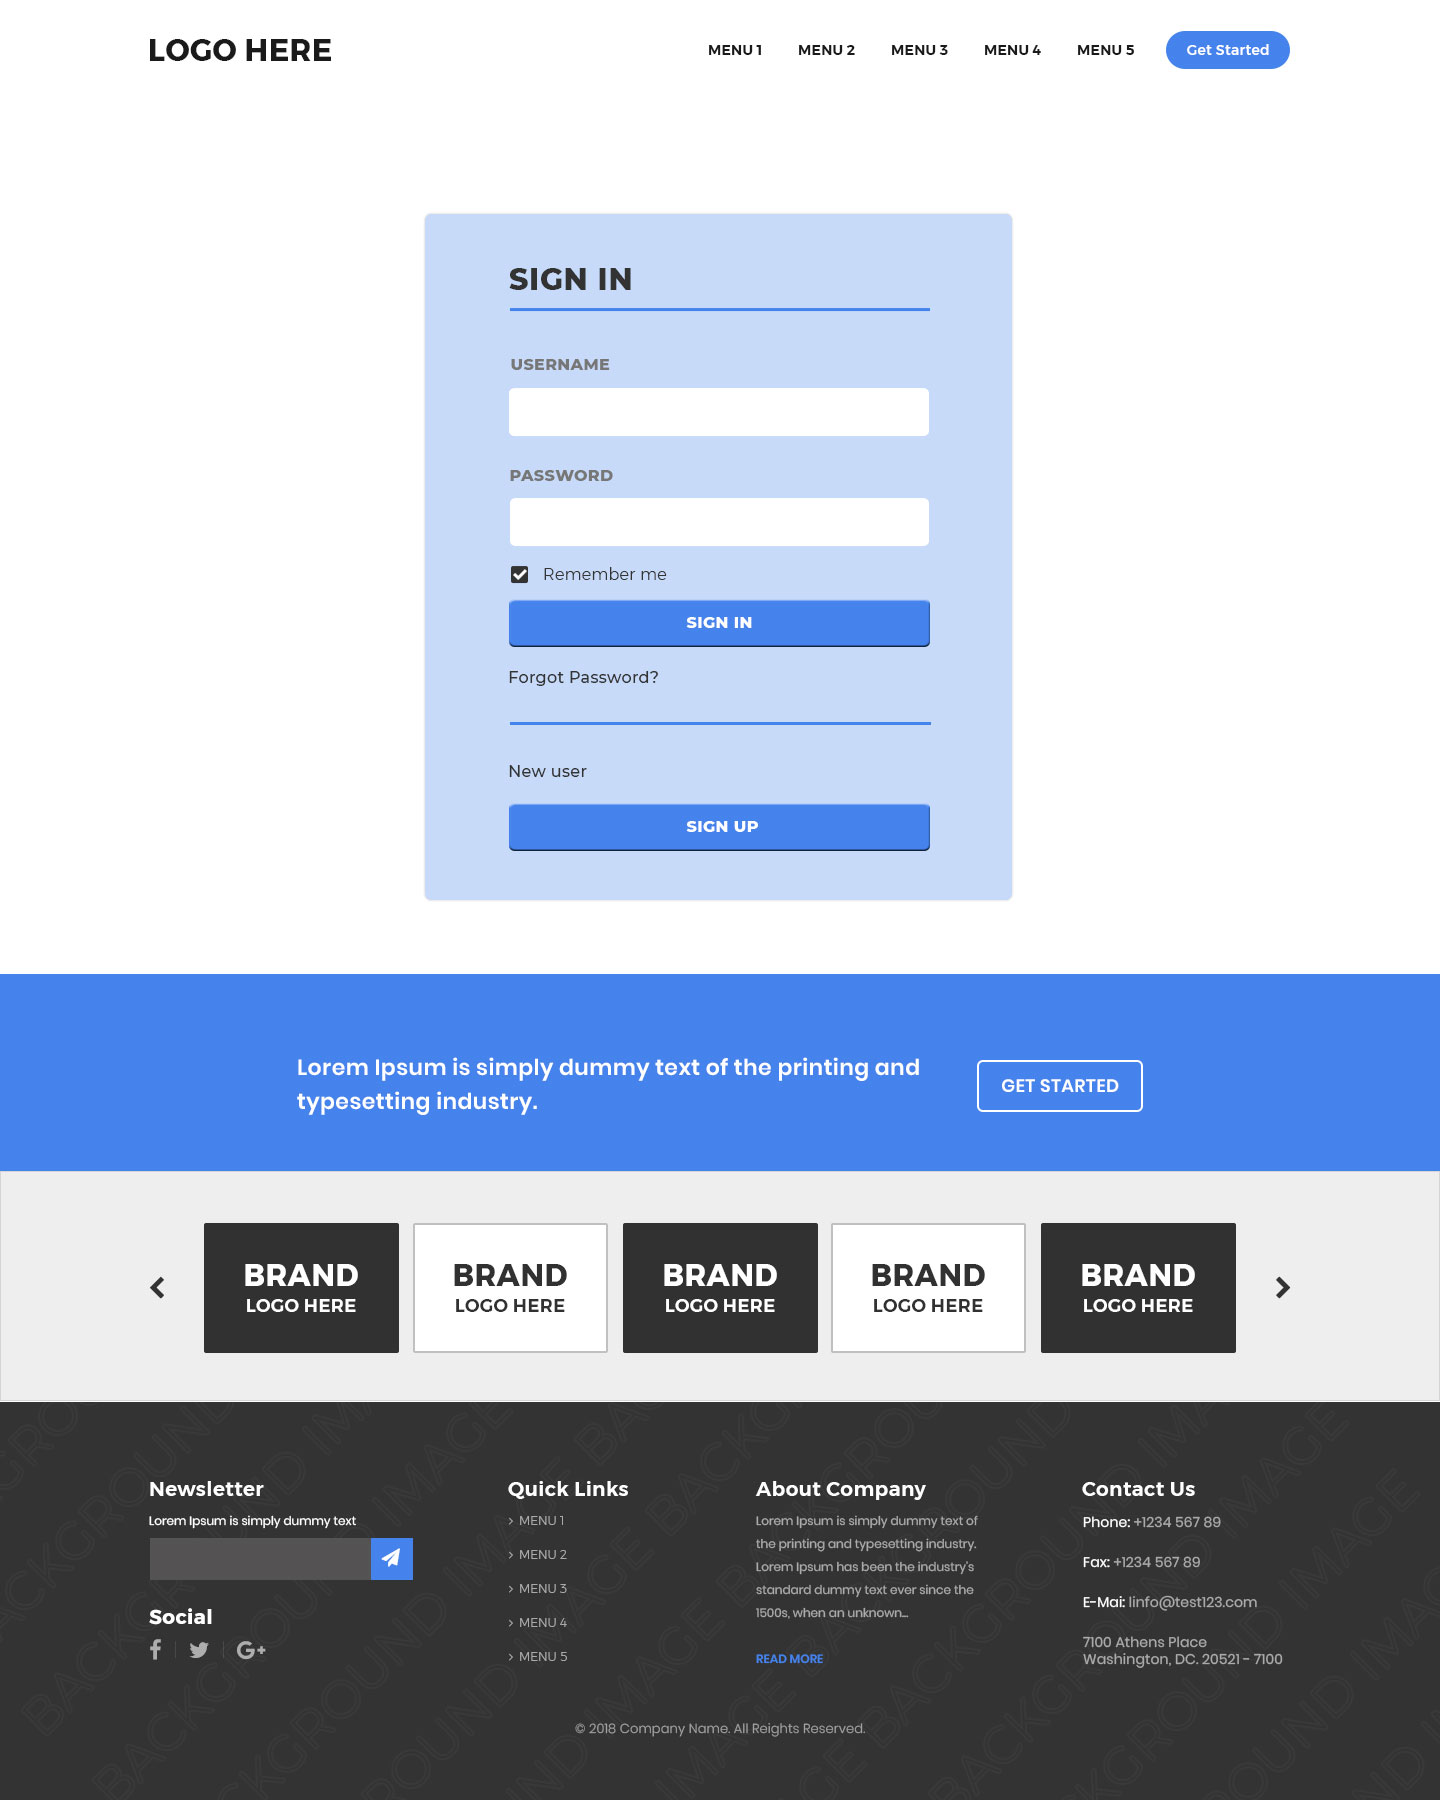 LOGO HERE
MENU 1
MENU 2
MENU 3
MENU 4
MENU 5
Get Started
SIGN IN
USERNAME
PASSWORD
Remember me
SIGN IN
Forgot Password?
New user
SIGN UP
Lorem Ipsum is simply dummy text of the printing and
typesetting industry.
GET STARTED
BRAND
LOGO HERE
BRAND
LOGO HERE
BRAND
LOGO HERE
BRAND
LOGO HERE
BRAND
LOGO HERE
Newsletter
Lorem Ipsum is simply dummy text
Social
Quick Links
MENU 1
MENU 2
MENU 3
MENU 4
MENU 5
About Company
Lorem Ipsum is simply dummy text of
the printing and typesetting industry.
Lorem Ipsum has been the industry's
standard dummy text ever since the
1500s, when an unknown...
READ MORE
Contact Us
Phone: +1234 567 89
Fax: +1234 567 89
E-Mai: linfo@test123.com
7100 Athens Place
Washington, DC. 20521 - 7100
© 2018 Company Name. All Reights Reserved.
BACKGROUND IMAGE BACKGROUND IMAGE